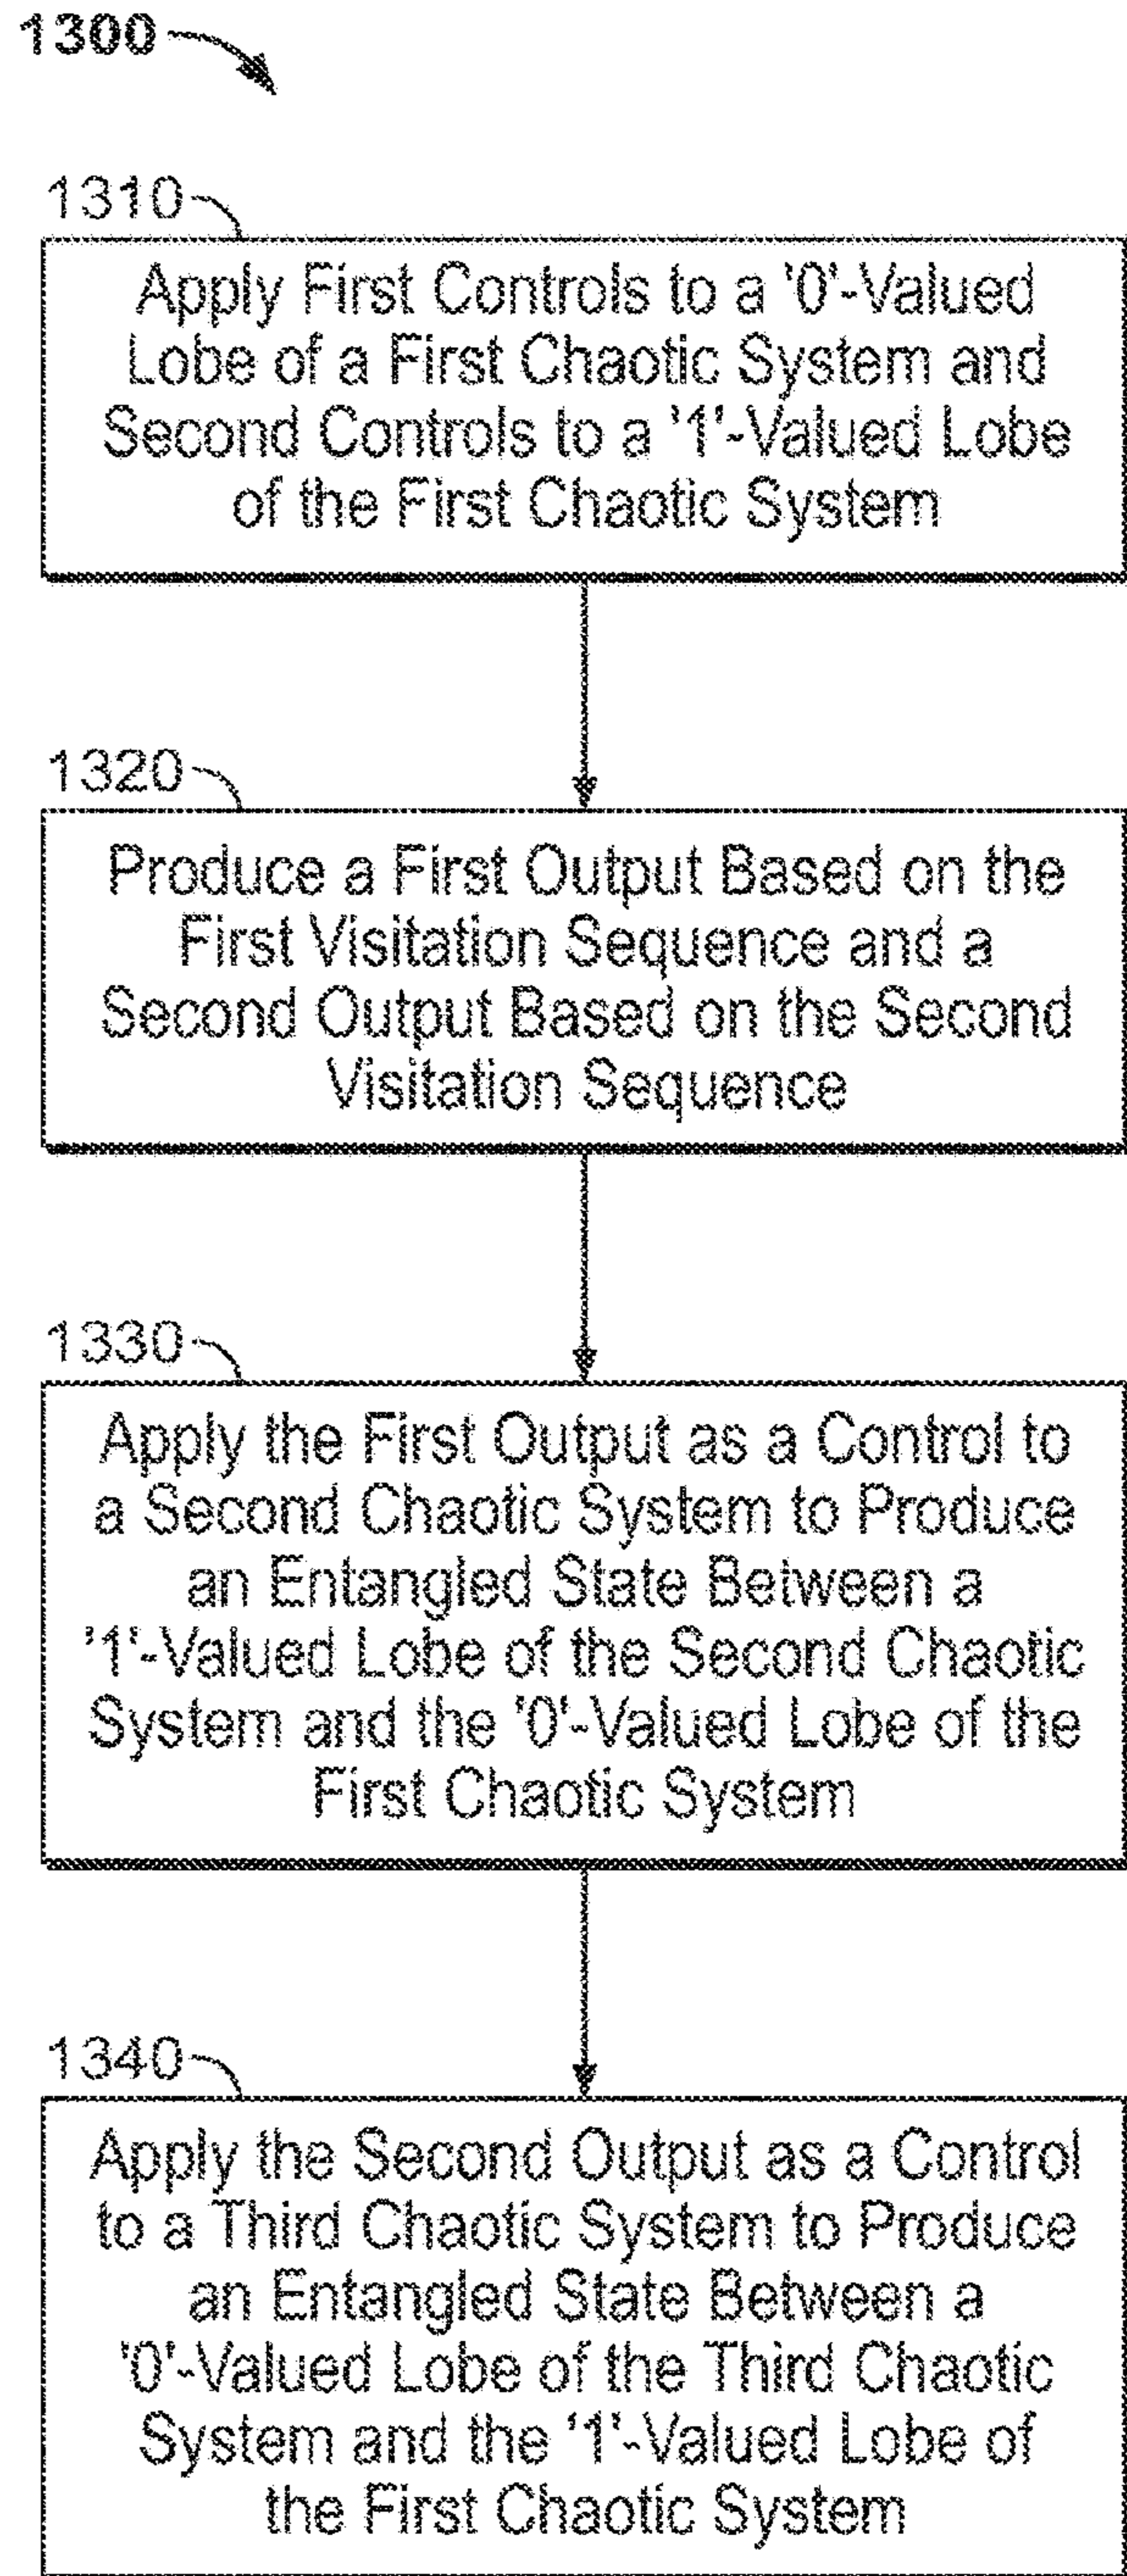 1300
1310
Apply First Controls to a '0'-Valued
Lobe of a First Chaotic System and
Second Controls to a '1'-Valued Lobe
of the First Chaotic System
1320
Produce a First Output Based on the
First Visitation Sequence and a
Second Output Based on the Second
Visitation Sequence
1330
Apply the First Output as a Control to
a Second Chaotic System to Produce
an Entangled State Between a
'1'-Valued Lobe of the Second Chaotic
System and the '0'-Valued Lobe of the
First Chaotic System
1340
Apply the Second Output as a Control
to a Third Chaotic System to Produce
an Entangled State Between a
'0'-Valued Lobe of the Third Chaotic
System and the '1'-Valued Lobe of
the First Chaotic System